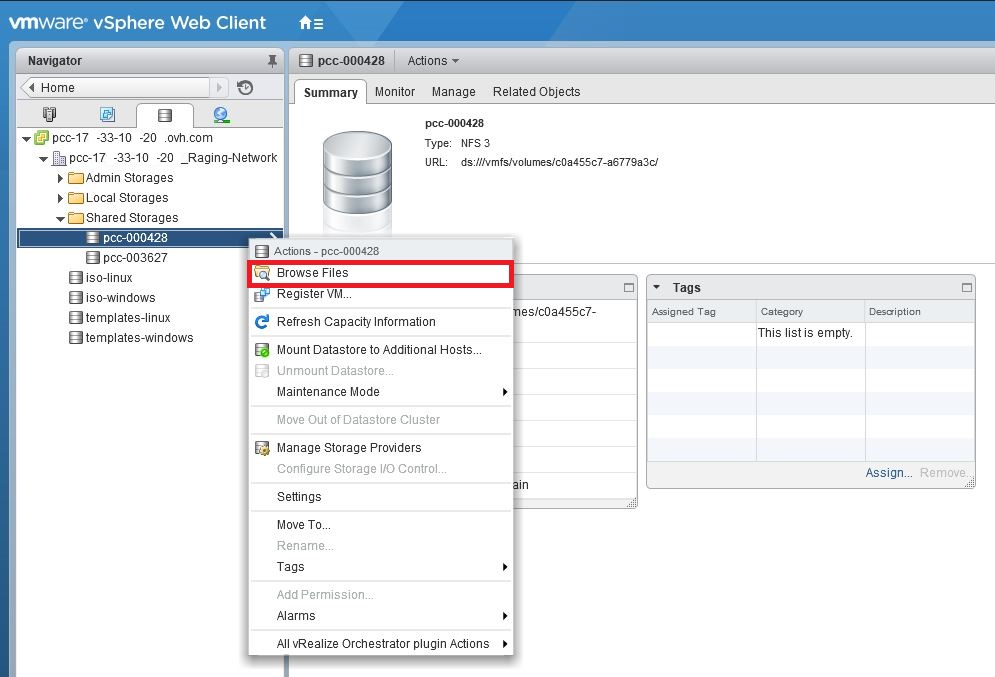 vmware® vSphere Web Client
Navigator
Home
pcc-17 -33-10 -20 .ovh.com
pcc-17 -33-10 -20 _Raging-Network
Admin Storages
Local Storages
Shared Storages
pcc-000428
pcc-003627
iso-linux
iso-windows
templates-linux
templates-windows
pcc-000428 Actions
Summary Monitor Manage Related Objects
pcc-000428
Type: NFS 3
URL: ds:///vmfs/volumes/c0a455c7-a6779a3c/
Actions - pcc-000428
Browse Files
Register VM...
Refresh Capacity Information
Mount Datastore to Additional Hosts...
Unmount Datastore...
Maintenance Mode
Move Out of Datastore Cluster
Manage Storage Providers
Configure Storage I/O Control...
Settings
Move To...
Rename...
Tags
Add Permission...
Alarms
All vRealize Orchestrator plugin Actions
mes/c0a455c7-
ain
Tags
Assigned Tag Category Description
This list is empty.
Assign... Remove...